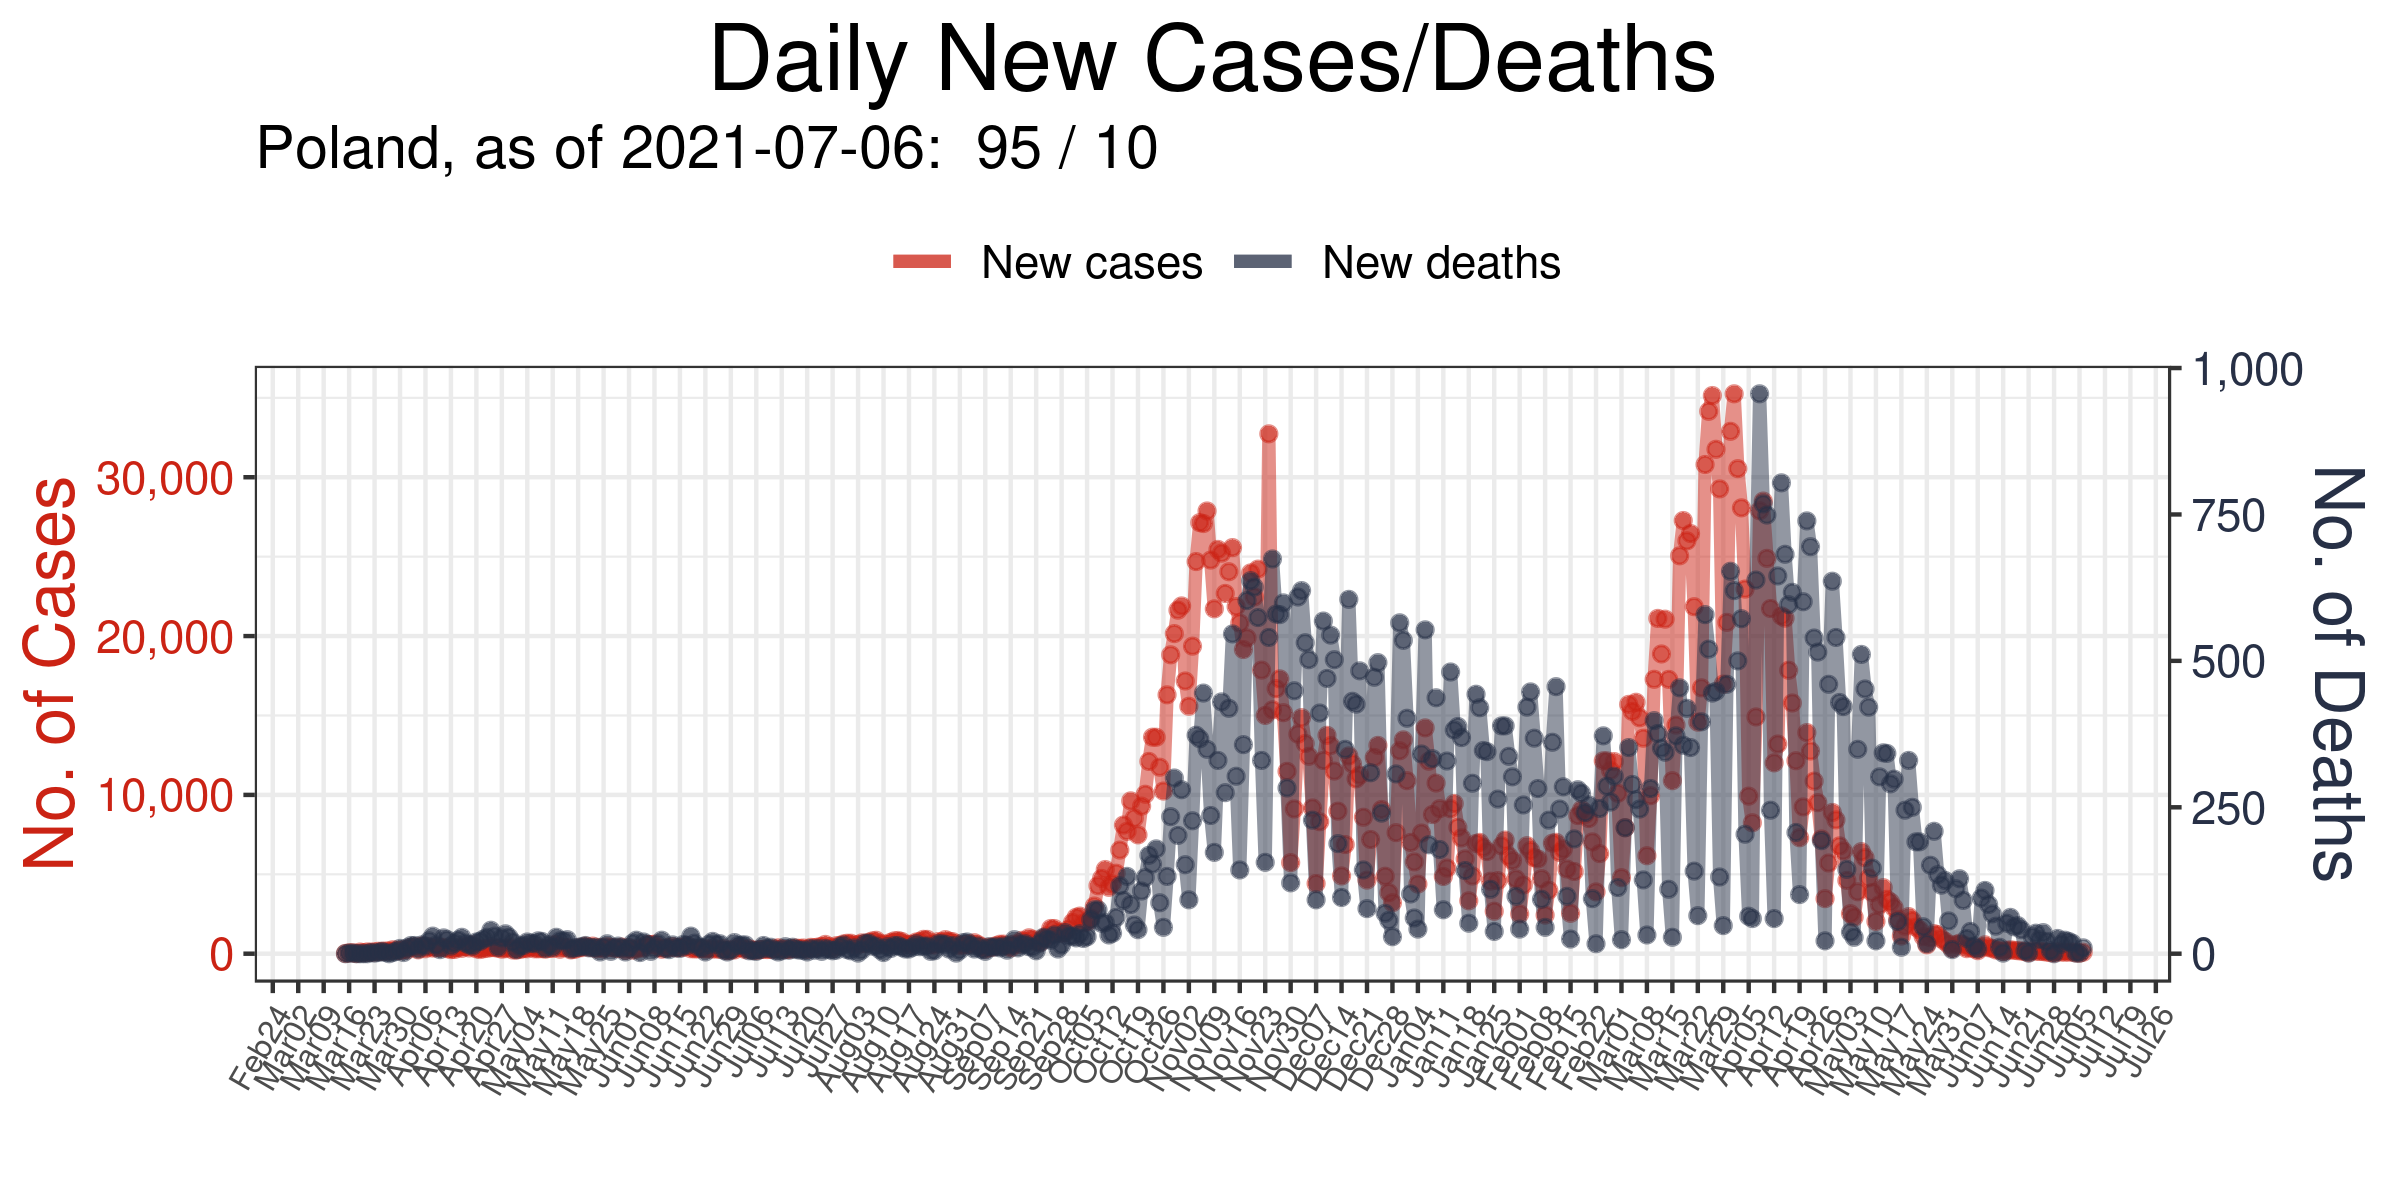 Daily New Cases/Deaths
Poland, as of 2021-07-06:  95 / 10
New cases
New deaths
No. of Cases
30,000
20,000
10,000
0
1,000
750
500
250
0
No. of Deaths
Feb24
Mar02
Mar09
Mar16
Mar23
Mar30
Apr06
Apr13
Apr20
Apr27
May04
May11
May18
May25
Jun01
Jun08
Jun15
Jun22
Jun29
Jul06
Jul13
Jul20
Jul27
Aug03
Aug10
Aug17
Aug24
Aug31
Sep07
Sep14
Sep21
Sep28
Oct05
Oct12
Oct19
Oct26
Nov02
Nov09
Nov16
Nov23
Nov30
Dec07
Dec14
Dec21
Dec28
Jan04
Jan11
Jan18
Jan25
Feb01
Feb08
Feb15
Feb22
Mar01
Mar08
Mar15
Mar22
Mar29
Apr05
Apr12
Apr19
Apr26
May03
May10
May17
May24
May31
Jun07
Jun14
Jun21
Jun28
Jul05
Jul12
Jul19
Jul26